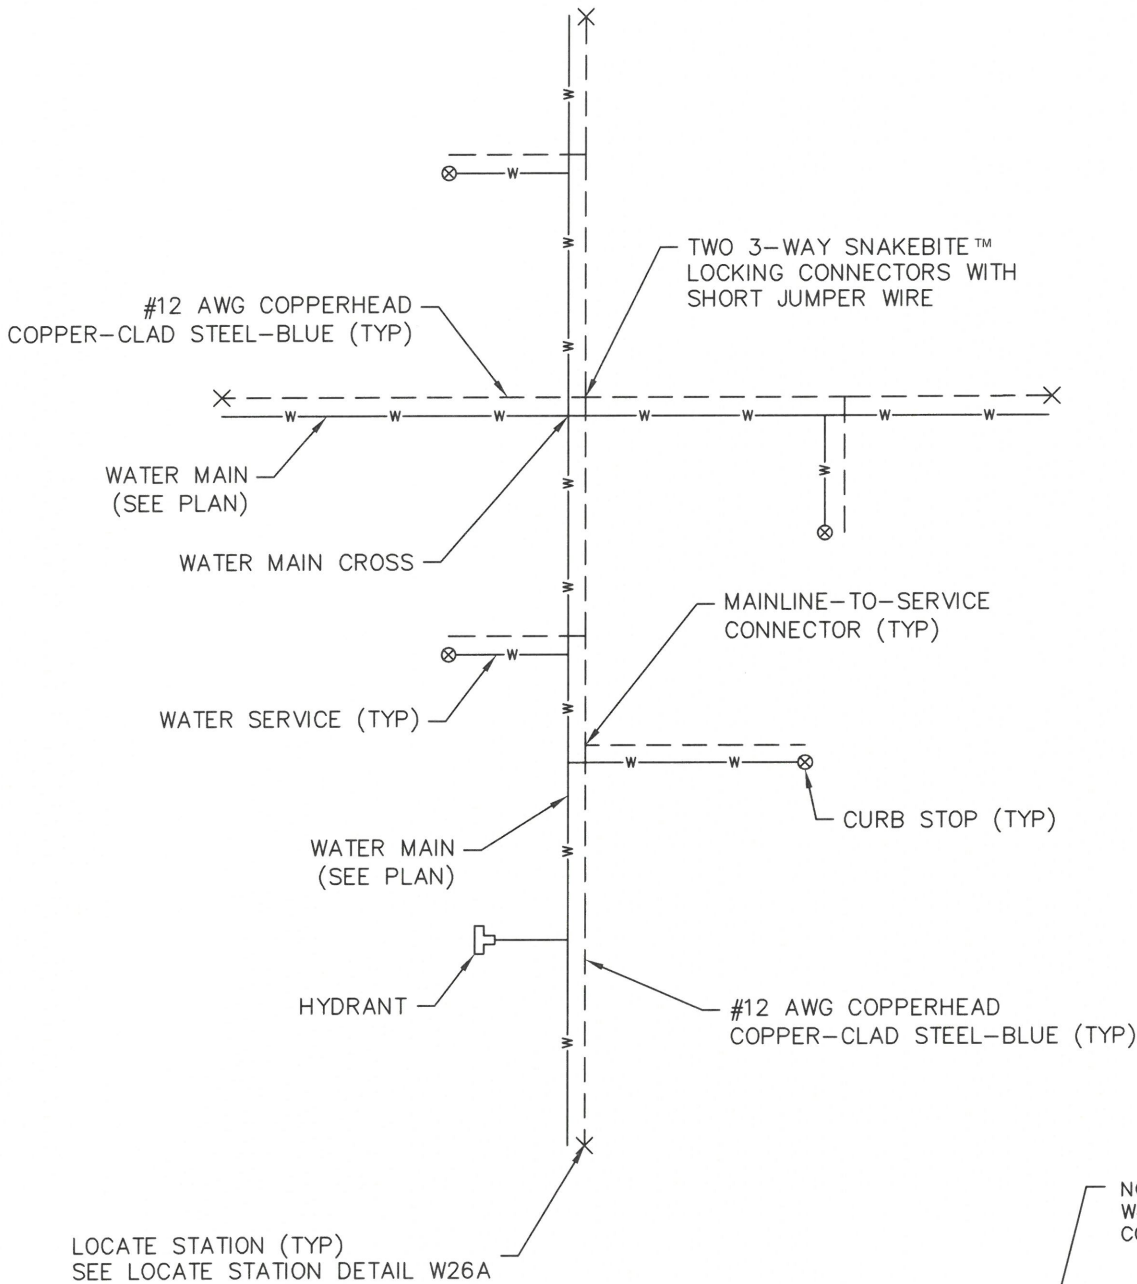 W
W
W
TWO 3-WAY SNAKEBITE™
LOCKING CONNECTORS WITH
SHORT JUMPER WIRE
#12 AWG COPPERHEAD
COPPER-CLAD STEEL-BLUE (TYP)
W
W W W W W W W
WATER MAIN
(SEE PLAN)
W
W
WATER MAIN CROSS
W
MAINLINE-TO-SERVICE
CONNECTOR (TYP)
W
WATER SERVICE (TYP)
W
W W
CURB STOP (TYP)
WATER MAIN
(SEE PLAN)
W
HYDRANT
#12 AWG COPPERHEAD
COPPER-CLAD STEEL-BLUE (TYP)
W
LOCATE STATION (TYP)
SEE LOCATE STATION DETAIL W26A